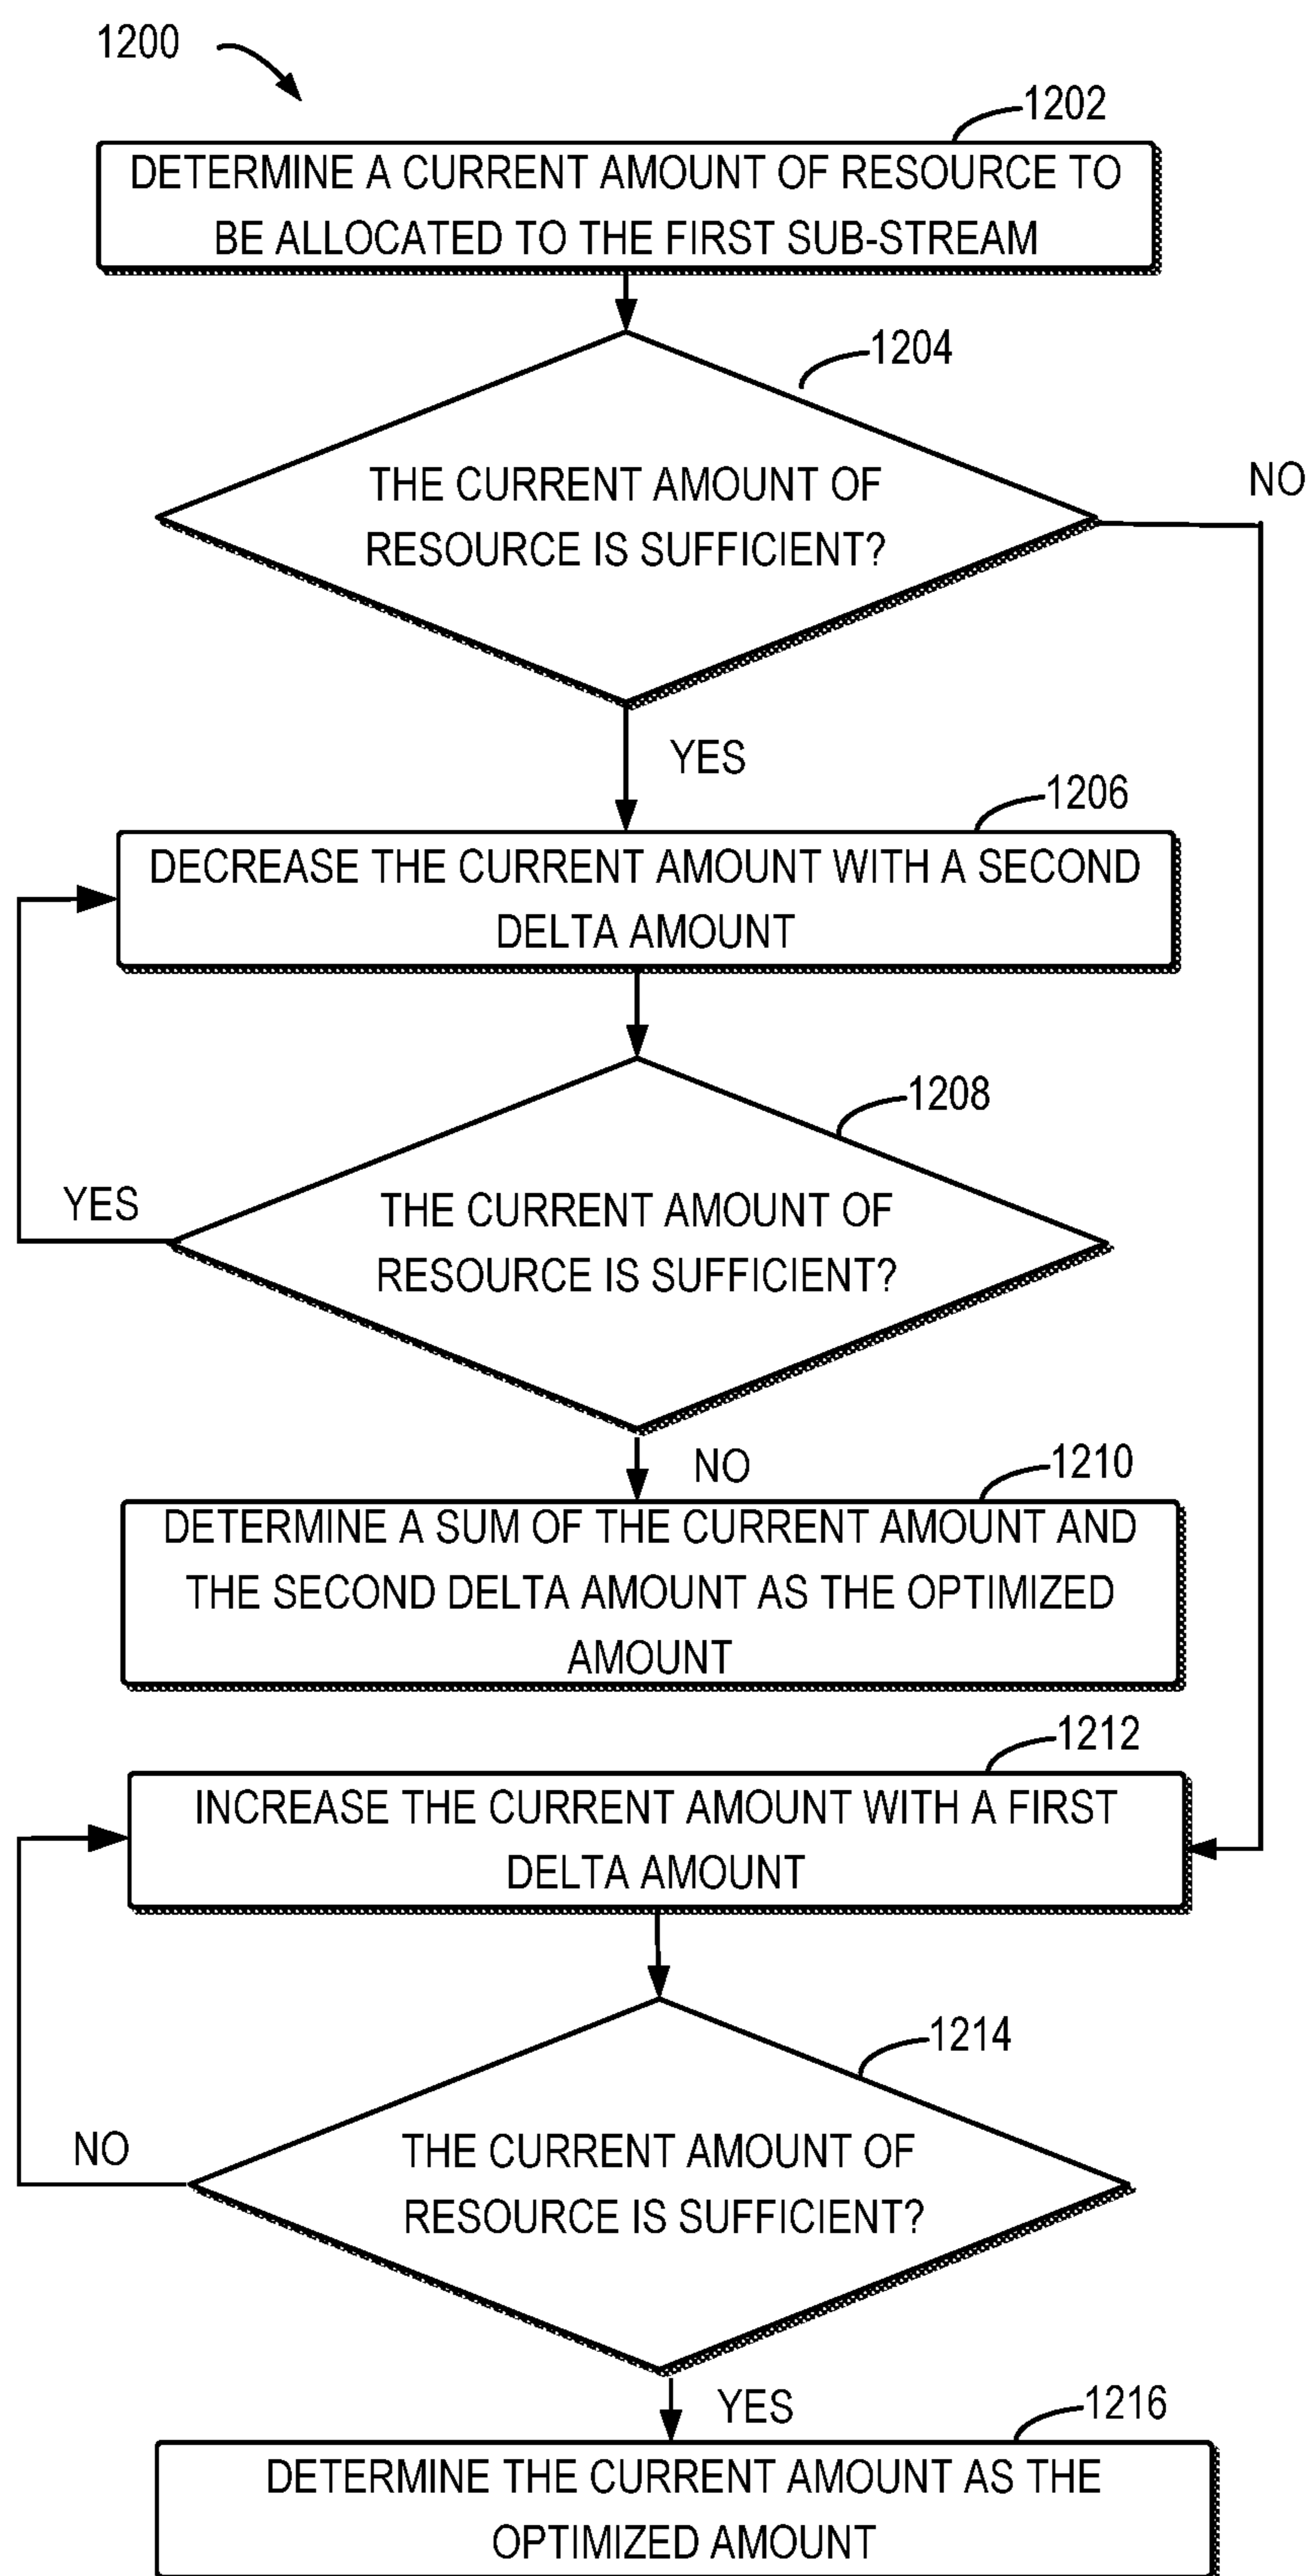 1200
1202
DETERMINE A CURRENT AMOUNT OF RESOURCE TO
BE ALLOCATED TO THE FIRST SUB-STREAM
1204
THE CURRENT AMOUNT OF
RESOURCE IS SUFFICIENT?
NO
YES
1206
DECREASE THE CURRENT AMOUNT WITH A SECOND
DELTA AMOUNT
1208
THE CURRENT AMOUNT OF
RESOURCE IS SUFFICIENT?
YES
NO
1210
DETERMINE A SUM OF THE CURRENT AMOUNT AND
THE SECOND DELTA AMOUNT AS THE OPTIMIZED
AMOUNT
1212
INCREASE THE CURRENT AMOUNT WITH A FIRST
DELTA AMOUNT
1214
THE CURRENT AMOUNT OF
RESOURCE IS SUFFICIENT?
NO
YES
1216
DETERMINE THE CURRENT AMOUNT AS THE
OPTIMIZED AMOUNT